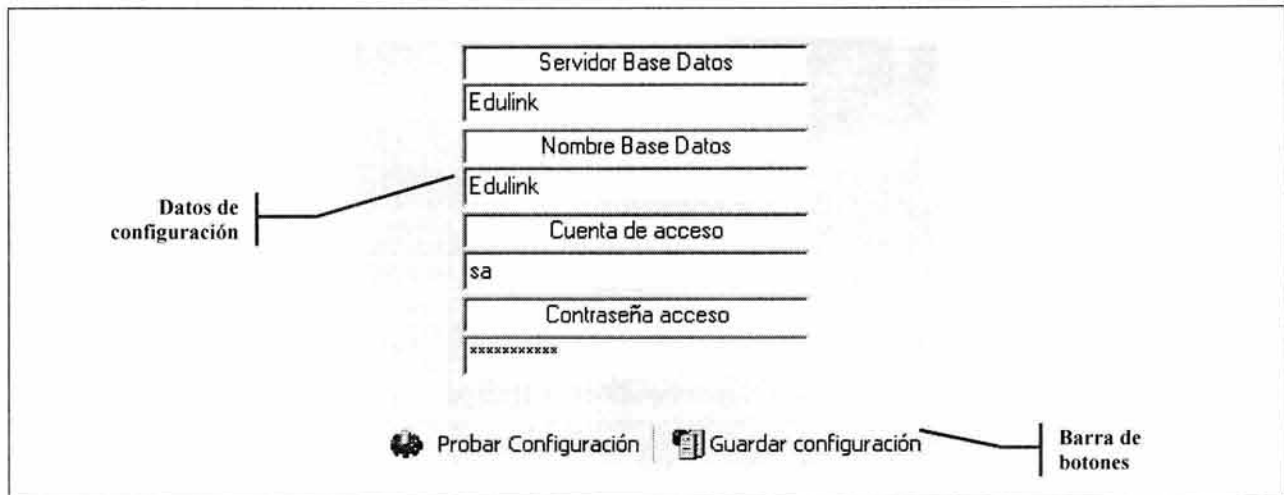 Servidor Base Datos
Edulink
Nombre Base Datos
Edulink
Datos de
configuración
Cuenta de acceso
sa
Contraseña acceso
***********
Probar Configuración
Guardar configuración
Barra de
botones